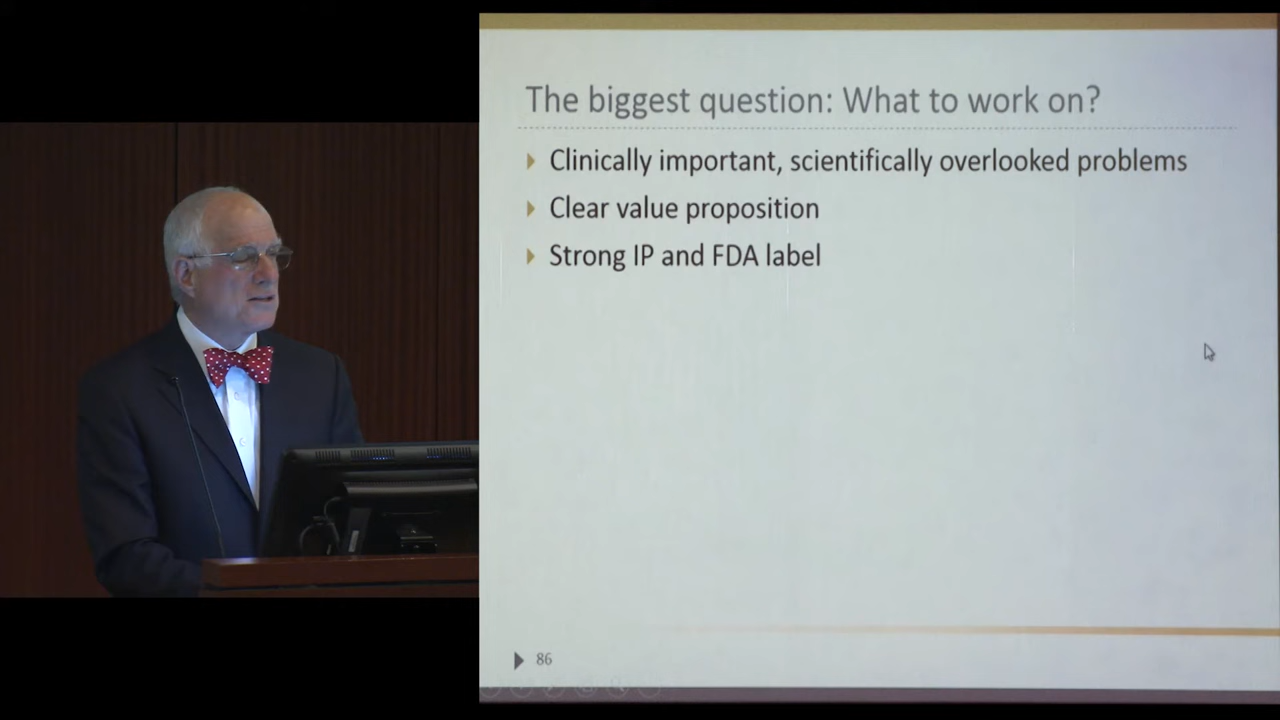 The biggest question: What to work on?
Clinically important, scientifically overlooked problems
Clear value proposition
Strong IP and FDA label
86